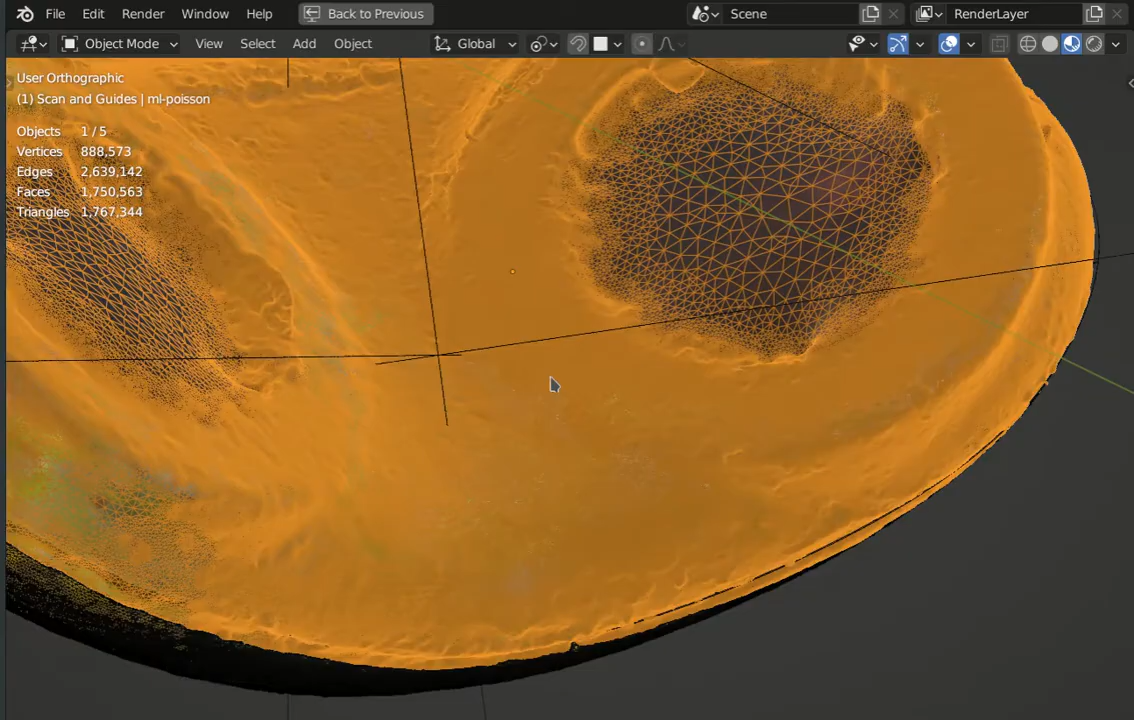 File Edit Render Window Help Back to Previous Scene RenderLayer
Object Mode View Select Add Object Global
User Orthographic
(1) Scan and Guides | ml-poisson
Objects 1 / 5
Vertices 888,573
Edges 2,639,142
Faces 1,750,563
Triangles 1,767,344